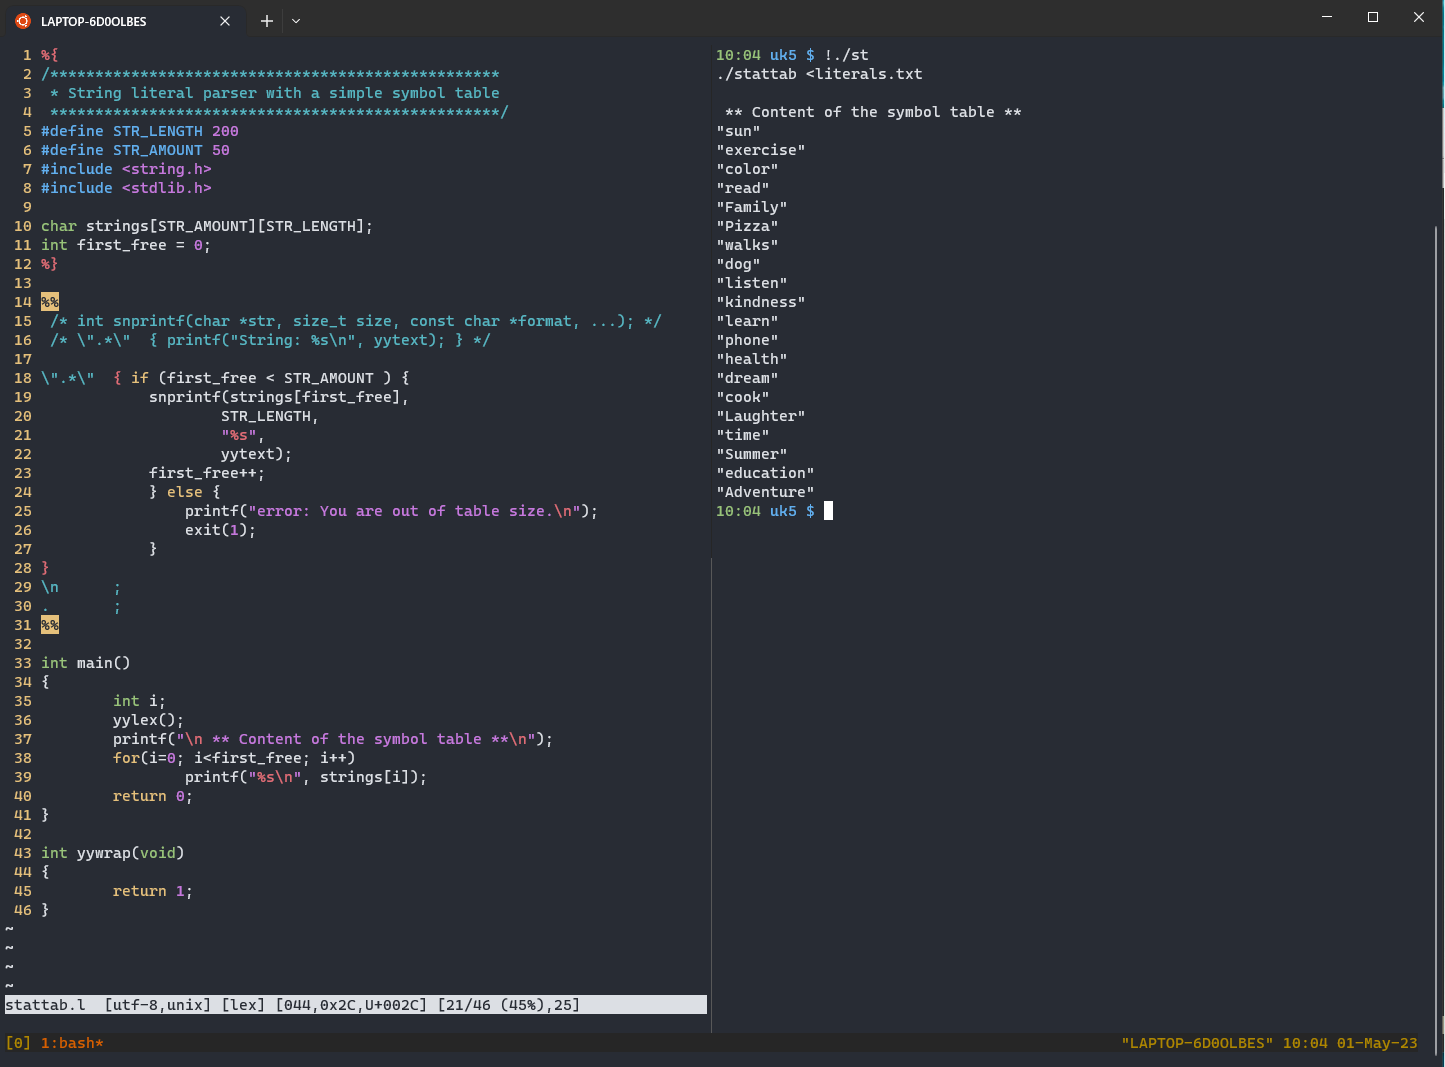 LAPTOP-6D0OLBES
1 %{
2 /**************************************************
3  * String literal parser with a simple symbol table
4  **************************************************/
5 #define STR_LENGTH 200
6 #define STR_AMOUNT 50
7 #include <string.h>
8 #include <stdlib.h>
9
10 char strings[STR_AMOUNT][STR_LENGTH];
11 int first_free = 0;
12 %}
13
14 %%
15  /* int snprintf(char *str, size_t size, const char *format, ...); */
16  /* \".*\"  { printf("String: %s\n", yytext); } */
17
18 \".*\"  { if (first_free < STR_AMOUNT ) {
19             snprintf(strings[first_free],
20                     STR_LENGTH,
21                     "%s",
22                     yytext);
23             first_free++;
24             } else {
25                 printf("error: You are out of table size.\n");
26                 exit(1);
27             }
28 }
29 \n      ;
30 .       ;
31 %%
32
33 int main()
34 {
35         int i;
36         yylex();
37         printf("\n ** Content of the symbol table **\n");
38         for(i=0; i<first_free; i++)
39                 printf("%s\n", strings[i]);
40         return 0;
41 }
42
43 int yywrap(void)
44 {
45         return 1;
46 }
~
~
~
~
stattab.l  [utf-8,unix] [lex] [044,0x2C,U+002C] [21/46 (45%),25]
10:04 uk5 $ !./st
./stattab <literals.txt

 ** Content of the symbol table **
"sun"
"exercise"
"color"
"read"
"Family"
"Pizza"
"walks"
"dog"
"listen"
"kindness"
"learn"
"phone"
"health"
"dream"
"cook"
"Laughter"
"time"
"Summer"
"education"
"Adventure"
10:04 uk5 $
[0] 1:bash*
"LAPTOP-6D0OLBES" 10:04 01-May-23